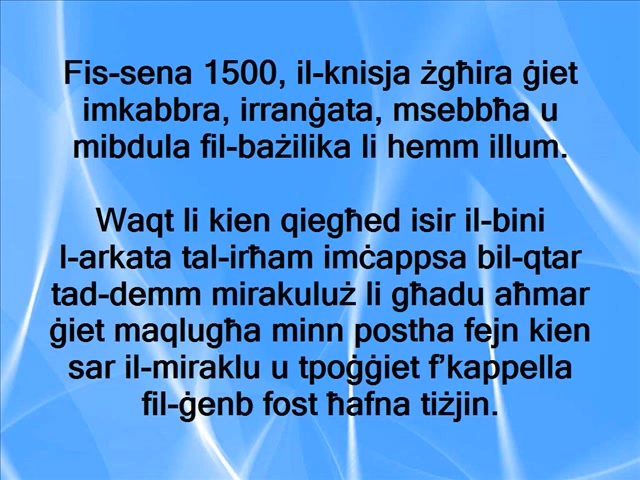 Fis-sena 1500, il-knisja żgħira ġiet
imkabbra, irranġata, msebbħa u
mibdula fil-bażilika li hemm illum.
Waqt li kien qiegħed isir il-bini
l-arkata tal-irħam imċappsa bil-qtar
tad-demm mirakuluż li għadu aħmar
ġiet maqlugħa minn postha fejn kien
sar il-miraklu u tpoġġiet f’kappella
fil-ġenb fost ħafna tiżjin.